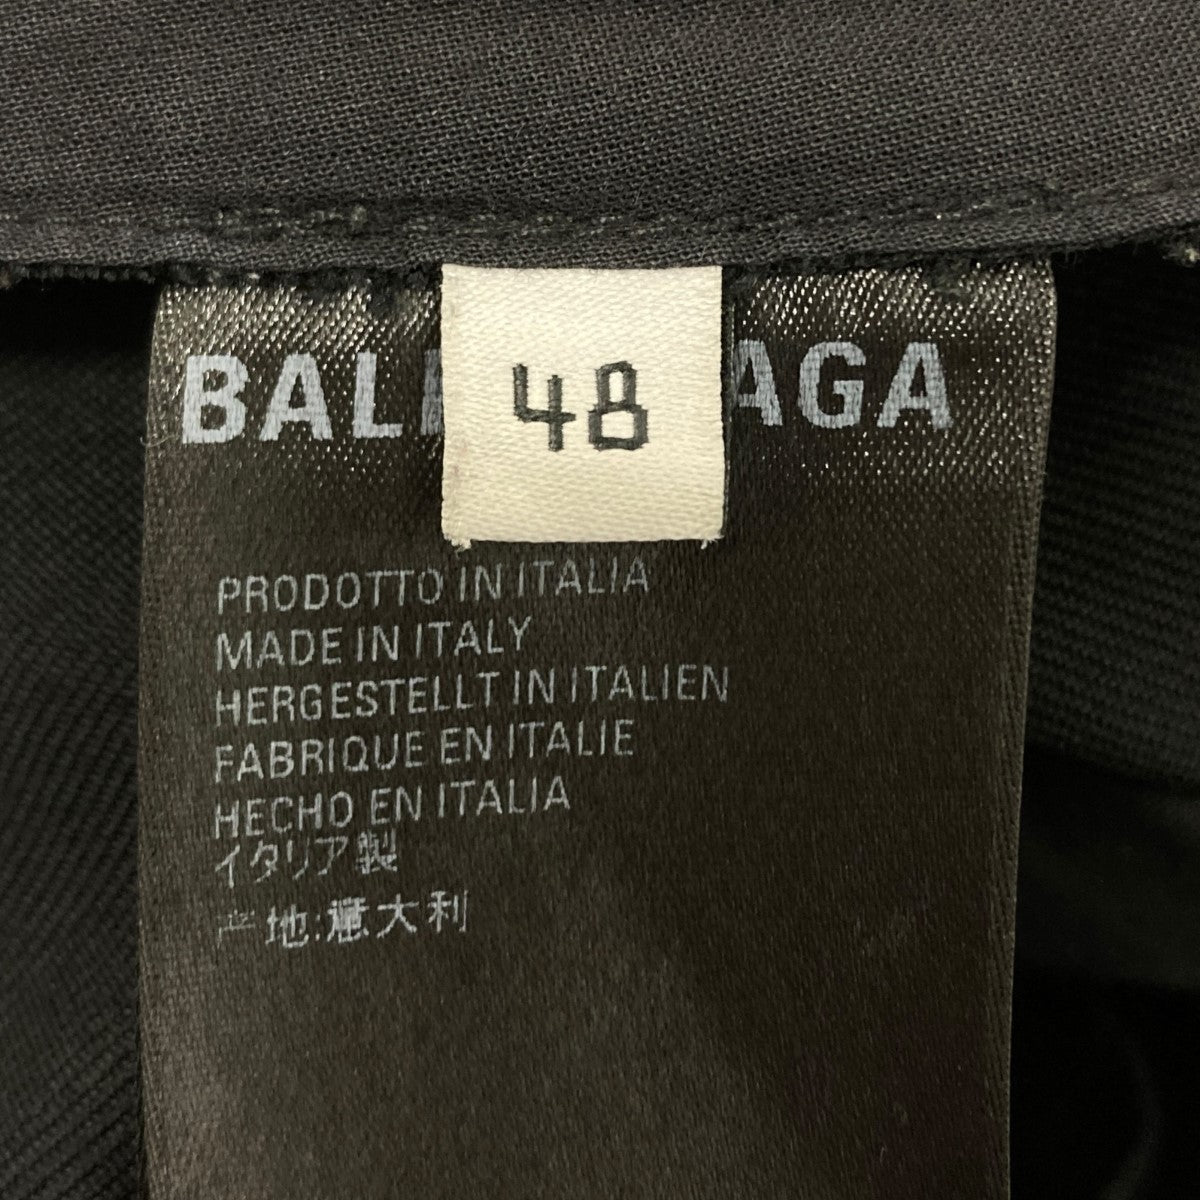 BAL AGA
48
PRODOTTO IN ITALIA
MADE IN ITALY
HERGESTELLT IN ITALIEN
FABRIQUE EN ITALIE
HECHO EN ITALIA
イタリア製
产地:意大利